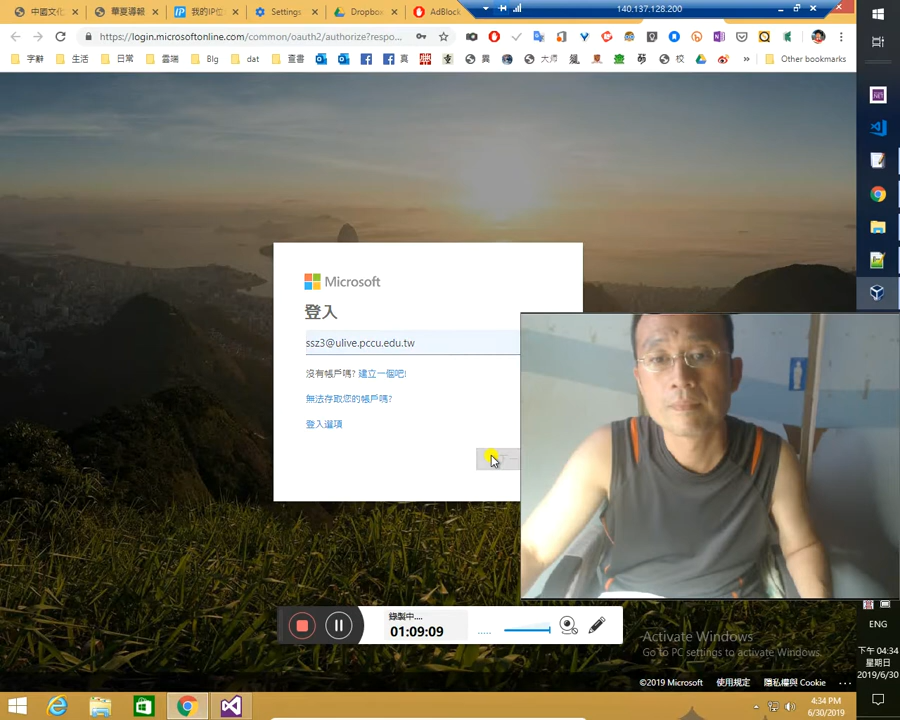 中國文化
華夏導報
我的IP位
Settings
Dropbox
AdBlock
140.137.128.200
https://login.microsoftonline.com/common/oauth2/authorize?respo...
字辭
生活
日常
雲端
Blg
dat
查書
真
異
大師
校
Other bookmarks
Microsoft
登入
ssz3@ulive.pccu.edu.tw
沒有帳戶嗎? 建立一個吧!
無法存取您的帳戶嗎?
登入選項
錄製中....
01:09:09
Activate Windows
Go to PC settings to activate Windows.
©2019 Microsoft 使用規定 隱私權與 Cookie ...
ENG
下午 04:34
星期日
2019/6/30
4:34 PM
6/30/2019